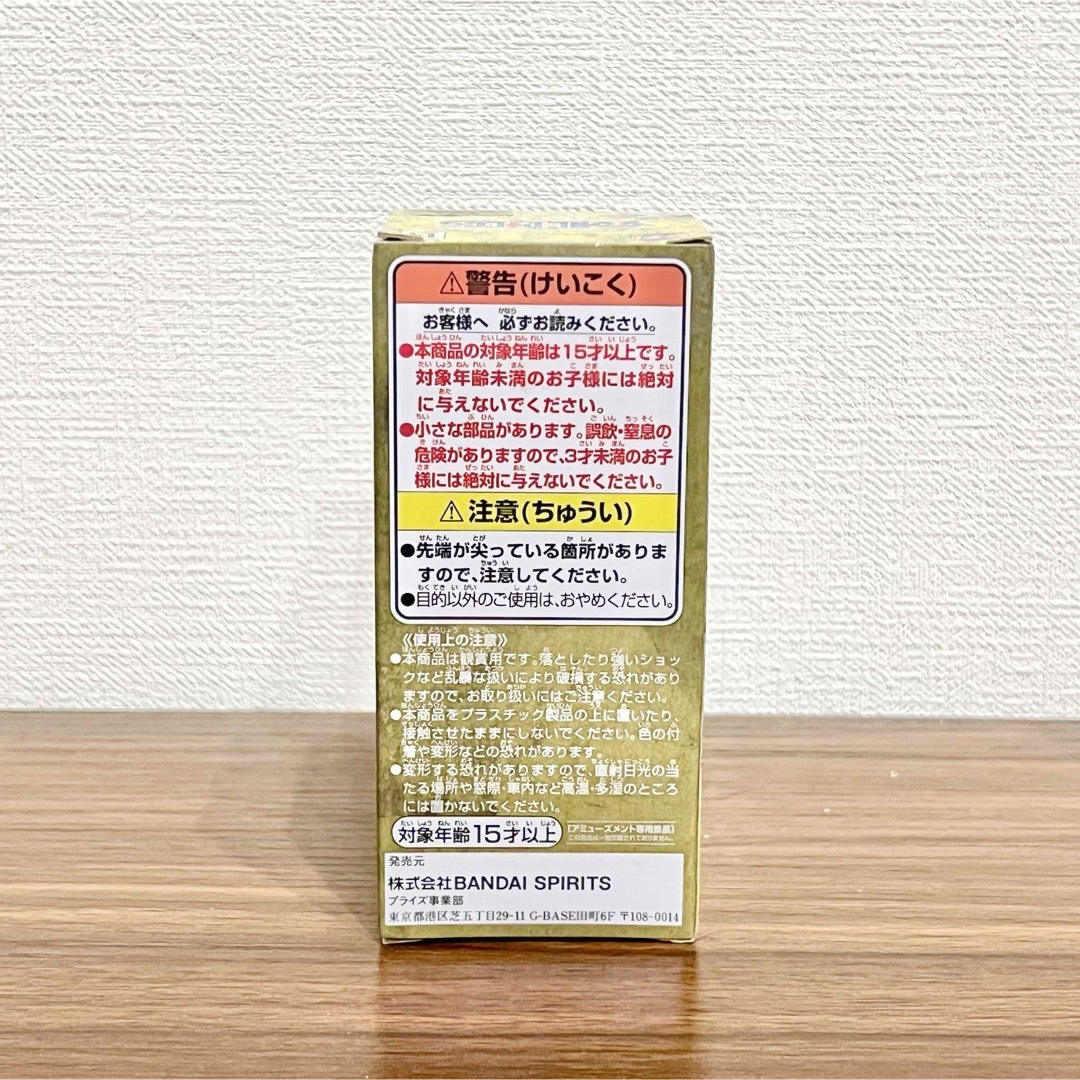 ⚠警告(けいこく)
お客様へ 必ずお読みください。
●本商品の対象年齢は15才以上です。
対象年齢未満のお子様には絶対
に与えないでください。
●小さな部品があります。誤飲・窒息の
危険がありますので、3才未満のお子
様には絶対に与えないでください。
⚠注意(ちゅうい)
●先端が尖っている箇所がありま
すので、注意してください。
●目的以外のご使用は、おやめください。
《使用上の注意》
●本商品は観賞用です。落としたり強いショッ
クなど乱暴な扱いにより破損する恐れがあり
ますので、お取り扱いにはご注意ください。
●本商品をプラスチック製品の上に置いたり、
接触させたままにしないでください。色の付
着や変形などの恐れがあります。
●変形する恐れがありますので、直射日光の当
たる場所や窓際・車内など高温・多湿のところ
には置かないでください。
対象年齢15才以上
[アミューズメント専用景品]
この商品は一般市販されておりません。
発売元
株式会社BANDAI SPIRITS
プライズ事業部
東京都港区芝五丁目29-11 G-BASE田町6F 〒108-0014